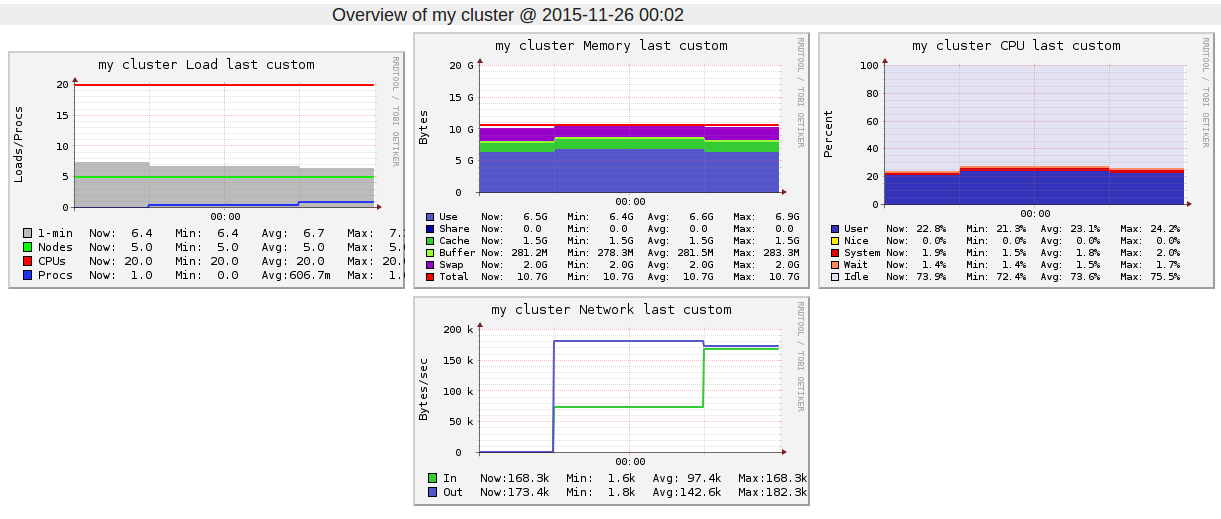 Overview of my cluster @ 2015-11-26 00:02
my cluster Load last custom
RRDTOOL / TOBI OETIKER
Loads/Procs
20
15
10
5
0
00:00
1-min Now: 6.4 Min: 6.4 Avg: 6.7 Max: 7.
Nodes Now: 5.0 Min: 5.0 Avg: 5.0 Max: 5.0
CPUs Now: 20.0 Min: 20.0 Avg: 20.0 Max: 20.
Procs Now: 1.0 Min: 0.0 Avg:606.7m Max: 1.
my cluster Memory last custom
RRDTOOL / TOBI OETIKER
Bytes
20 G
15 G
10 G
5 G
0
00:00
Use Now: 6.5G Min: 6.4G Avg: 6.6G Max: 6.9G
Share Now: 0.0 Min: 0.0 Avg: 0.0 Max: 0.0
Cache Now: 1.5G Min: 1.5G Avg: 1.5G Max: 1.5G
Buffer Now: 281.2M Min: 278.3M Avg: 281.5M Max: 283.3M
Swap Now: 2.0G Min: 2.0G Avg: 2.0G Max: 2.0G
Total Now: 10.7G Min: 10.7G Avg: 10.7G Max: 10.7G
my cluster CPU last custom
RRDTOOL / TOBI OETIKER
Percent
100
80
60
40
20
0
00:00
User Now: 22.8% Min: 21.3% Avg: 23.1% Max: 24.2%
Nice Now: 0.0% Min: 0.0% Avg: 0.0% Max: 0.0%
System Now: 1.9% Min: 1.5% Avg: 1.8% Max: 2.0%
Wait Now: 1.4% Min: 1.4% Avg: 1.5% Max: 1.7%
Idle Now: 73.9% Min: 72.4% Avg: 73.6% Max: 75.5%
my cluster Network last custom
RRDTOOL / TOBI OETIKER
Bytes/sec
200 k
150 k
100 k
50 k
0
00:00
In Now:168.3k Min: 1.6k Avg: 97.4k Max:168.3k
Out Now:173.4k Min: 1.8k Avg:142.6k Max:182.3k